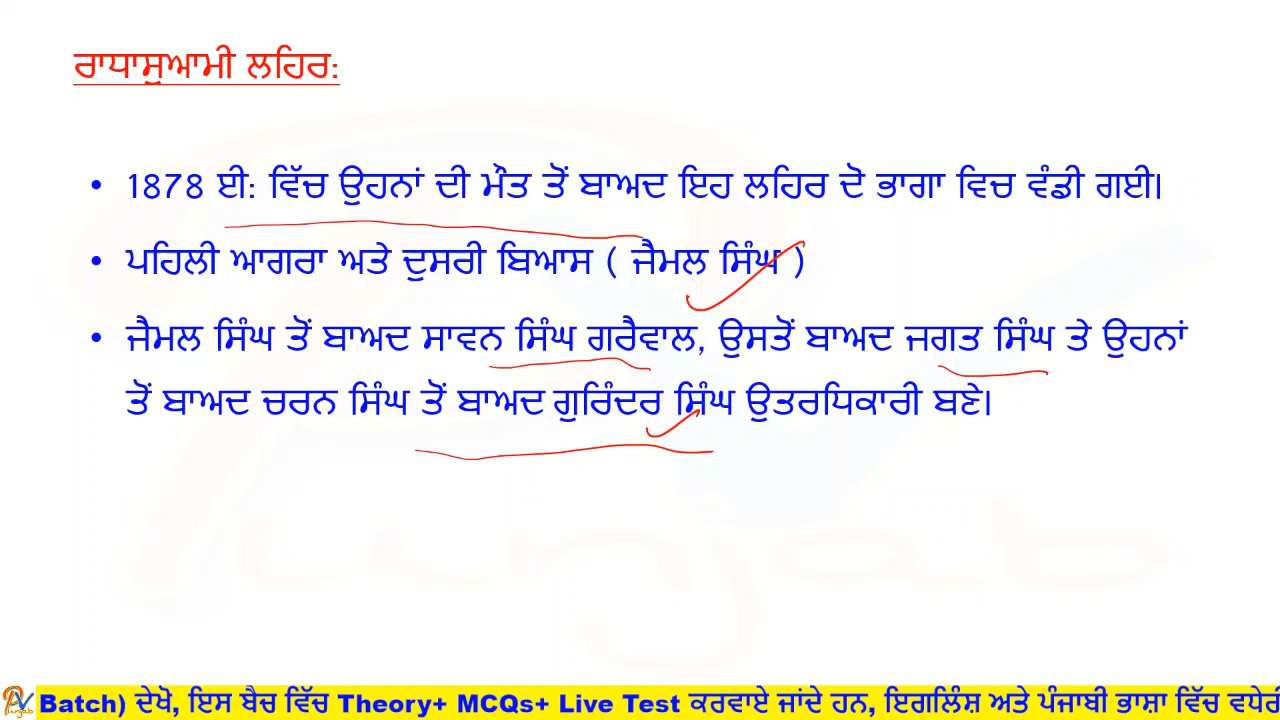 ਰਾਧਾਸੁਆਮੀ ਲਹਿਰ:
• 1878 ਈ: ਵਿੱਚ ਉਹਨਾਂ ਦੀ ਮੌਤ ਤੋਂ ਬਾਅਦ ਇਹ ਲਹਿਰ ਦੋ ਭਾਗਾ ਵਿਚ ਵੰਡੀ ਗਈ।
• ਪਹਿਲੀ ਆਗਰਾ ਅਤੇ ਦੁਸਰੀ ਬਿਆਸ ( ਜੈਮਲ ਸਿੰਘ )
• ਜੈਮਲ ਸਿੰਘ ਤੋਂ ਬਾਅਦ ਸਾਵਨ ਸਿੰਘ ਗਰੈਵਾਲ, ਉਸਤੋਂ ਬਾਅਦ ਜਗਤ ਸਿੰਘ ਤੇ ਉਹਨਾਂ
ਤੋਂ ਬਾਅਦ ਚਰਨ ਸਿੰਘ ਤੋਂ ਬਾਅਦ ਗੁਰਿੰਦਰ ਸਿੰਘ ਉਤਰਧਿਕਾਰੀ ਬਣੇ।
Punjab
Batch) ਦੇਖੋ, ਇਸ ਬੈਚ ਵਿੱਚ Theory+ MCQs+ Live Test ਕਰਵਾਏ ਜਾਂਦੇ ਹਨ, ਇਗਲਿੰਸ਼ ਅਤੇ ਪੰਜਾਬੀ ਭਾਸ਼ਾ ਵਿੱਚ